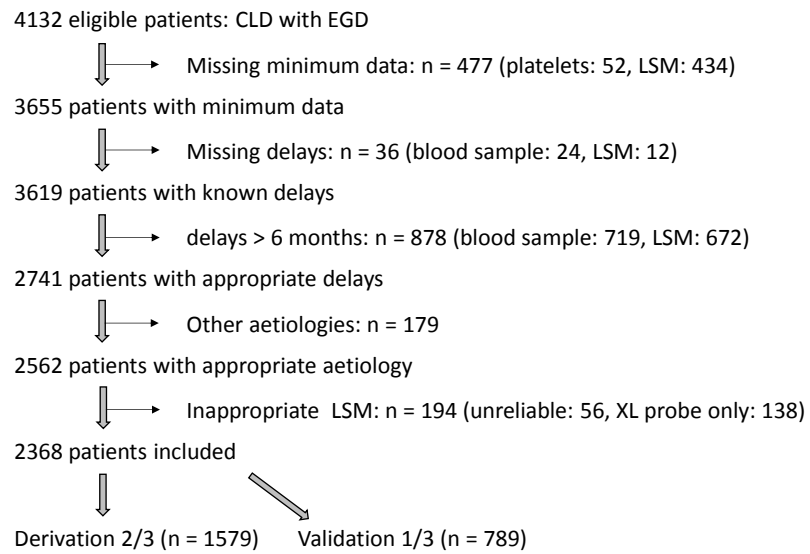 4132 eligible patients: CLD with EGD
Missing minimum data: n = 477 (platelets: 52, LSM: 434)
3655 patients with minimum data
Missing delays: n = 36 (blood sample: 24, LSM: 12)
3619 patients with known delays
delays > 6 months: n = 878 (blood sample: 719, LSM: 672)
2741 patients with appropriate delays
Other aetiologies: n = 179
2562 patients with appropriate aetiology
Inappropriate LSM: n = 194 (unreliable: 56, XL probe only: 138)
2368 patients included
Derivation 2/3 (n = 1579) Validation 1/3 (n = 789)